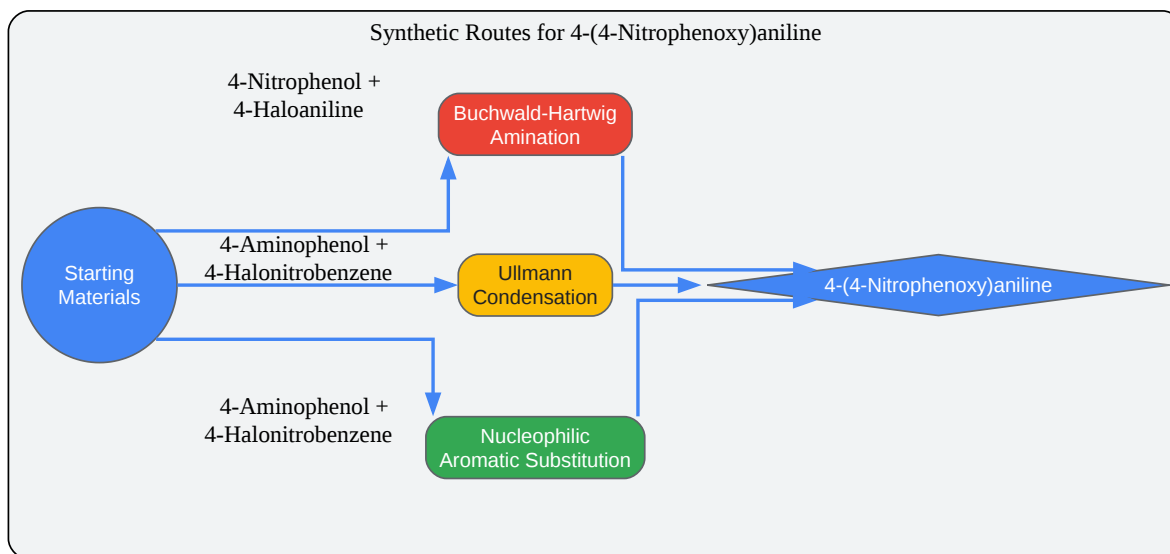 Synthetic Routes for 4-(4-Nitrophenoxy)aniline
4-Nitrophenol +
4-Haloaniline
Buchwald-Hartwig
Amination
Starting
Materials
4-Aminophenol +
4-Halonitrobenzene
Ullmann
Condensation
4-(4-Nitrophenoxy)aniline
4-Aminophenol +
4-Halonitrobenzene
Nucleophilic
Aromatic Substitution